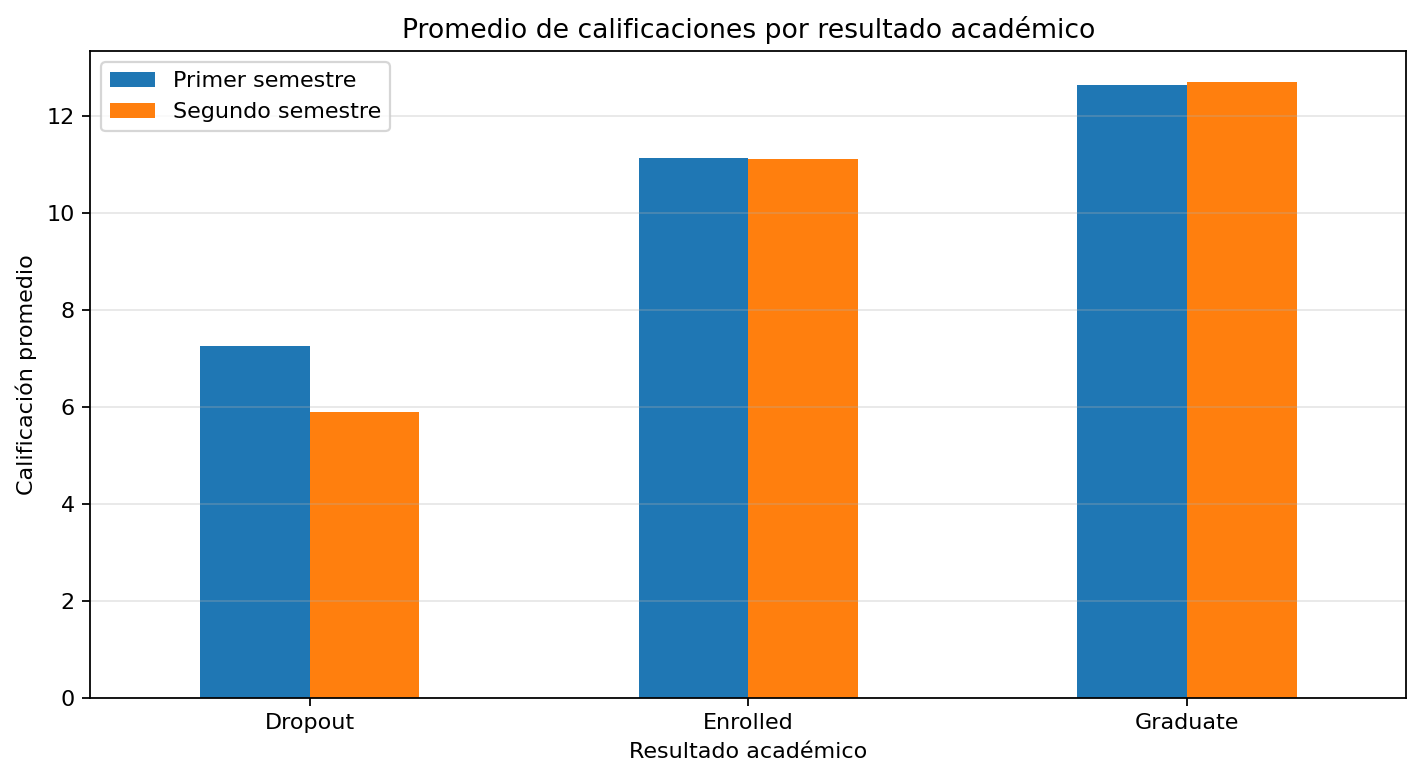 Promedio de calificaciones por resultado académico
Primer semestre
Segundo semestre
Calificación promedio
12
10
8
6
4
2
0
Dropout Enrolled Graduate
Resultado académico